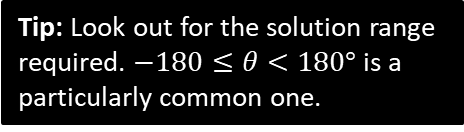 Tip: Look out for the solution range
required. −180 ≤ θ < 180° is a
particularly common one.